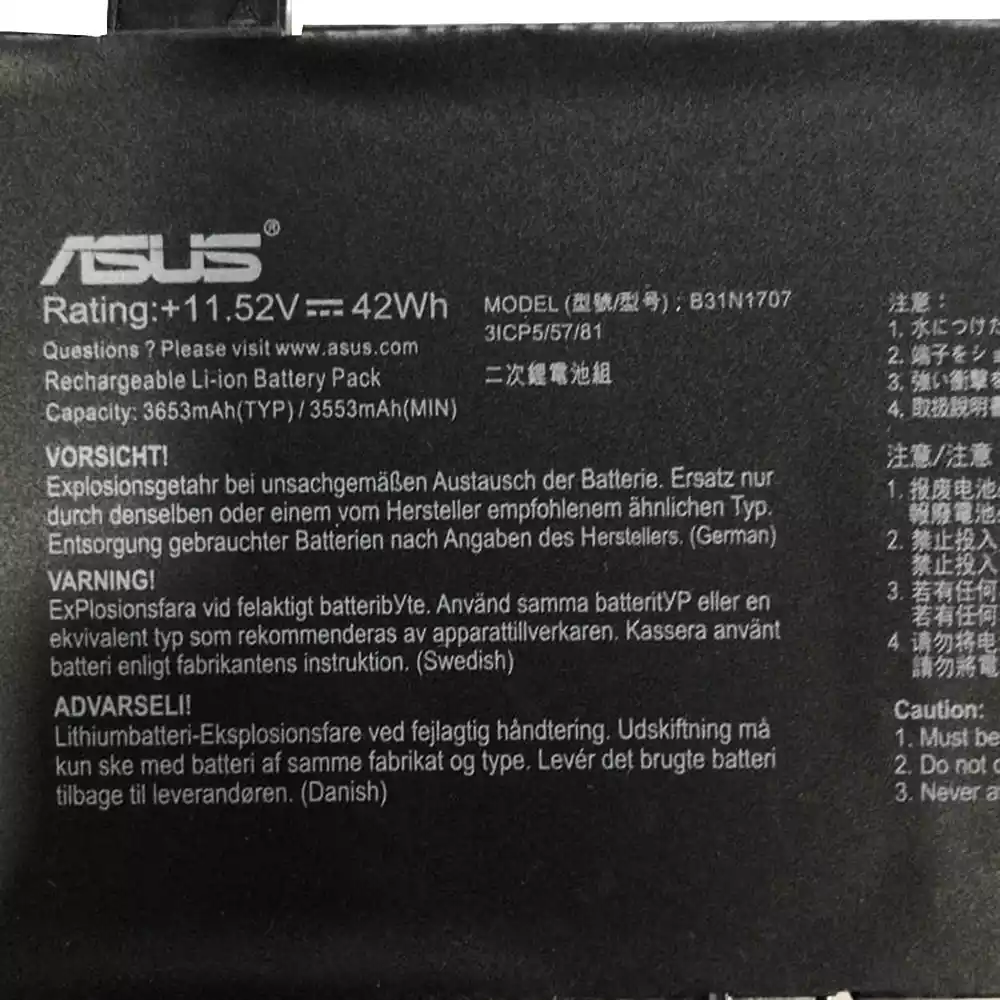 ASUS®
Rating:+11.52V⎓42Wh
Questions ? Please visit www.asus.com
Rechargeable Li-ion Battery Pack
Capacity: 3653mAh(TYP) / 3553mAh(MIN)
MODEL (型號/型号) : B31N1707
3ICP5/57/81
二次鋰電池組
VORSICHT!
Explosionsgetahr bei unsachgemäßen Austausch der Batterie. Ersatz nur
durch denselben oder einem vom Hersteller empfohlenem ähnlichen Typ.
Entsorgung gebrauchter Batterien nach Angaben des Herstellers. (German)
VARNING!
ExPlosionsfara vid felaktigt batteribУte. Använd samma batteritУP eller en
ekvivalent typ som rekommenderas av apparattillverkaren. Kassera använt
batteri enligt fabrikantens instruktion. (Swedish)
ADVARSELI!
Lithiumbatteri-Eksplosionsfare ved fejlagtig håndtering. Udskiftning må
kun ske med batteri af samme fabrikat og type. Levér det brugte batteri
tilbage til leverandøren. (Danish)
注意：
1. 水につけた
2. 端子をショ
3. 強い衝撃を
4. 取扱説明書
注意/注意
1. 报废电池
報廢電池
2. 禁止投入
禁止投入
3. 若有任何
若有任何
4 请勿将电
請勿將電
Caution:
1. Must be
2. Do not
3. Never